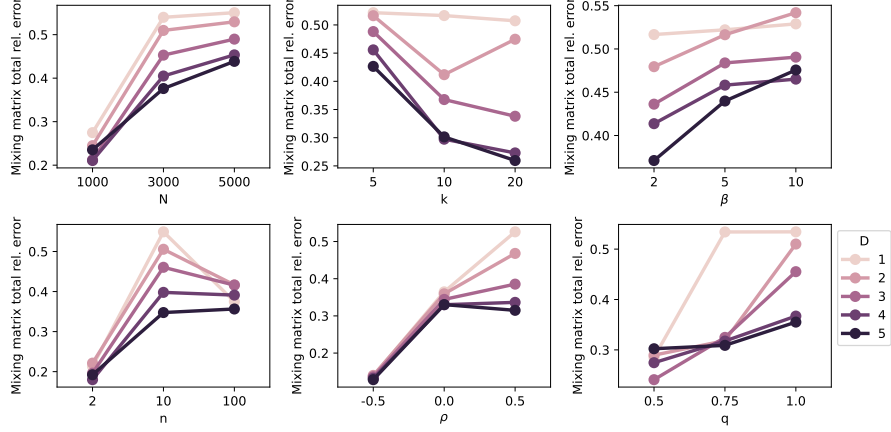 Mixing matrix total rel. error
0.5
0.4
0.3
0.2
1000 3000 5000
N
Mixing matrix total rel. error
0.50
0.45
0.40
0.35
0.30
0.25
5 10 20
k
Mixing matrix total rel. error
0.55
0.50
0.45
0.40
2 5 10
β
Mixing matrix total rel. error
0.5
0.4
0.3
0.2
2 10 100
n
Mixing matrix total rel. error
0.5
0.4
0.3
0.2
-0.5 0.0 0.5
ρ
Mixing matrix total rel. error
0.5
0.4
0.3
0.5 0.75 1.0
q
D
1
2
3
4
5